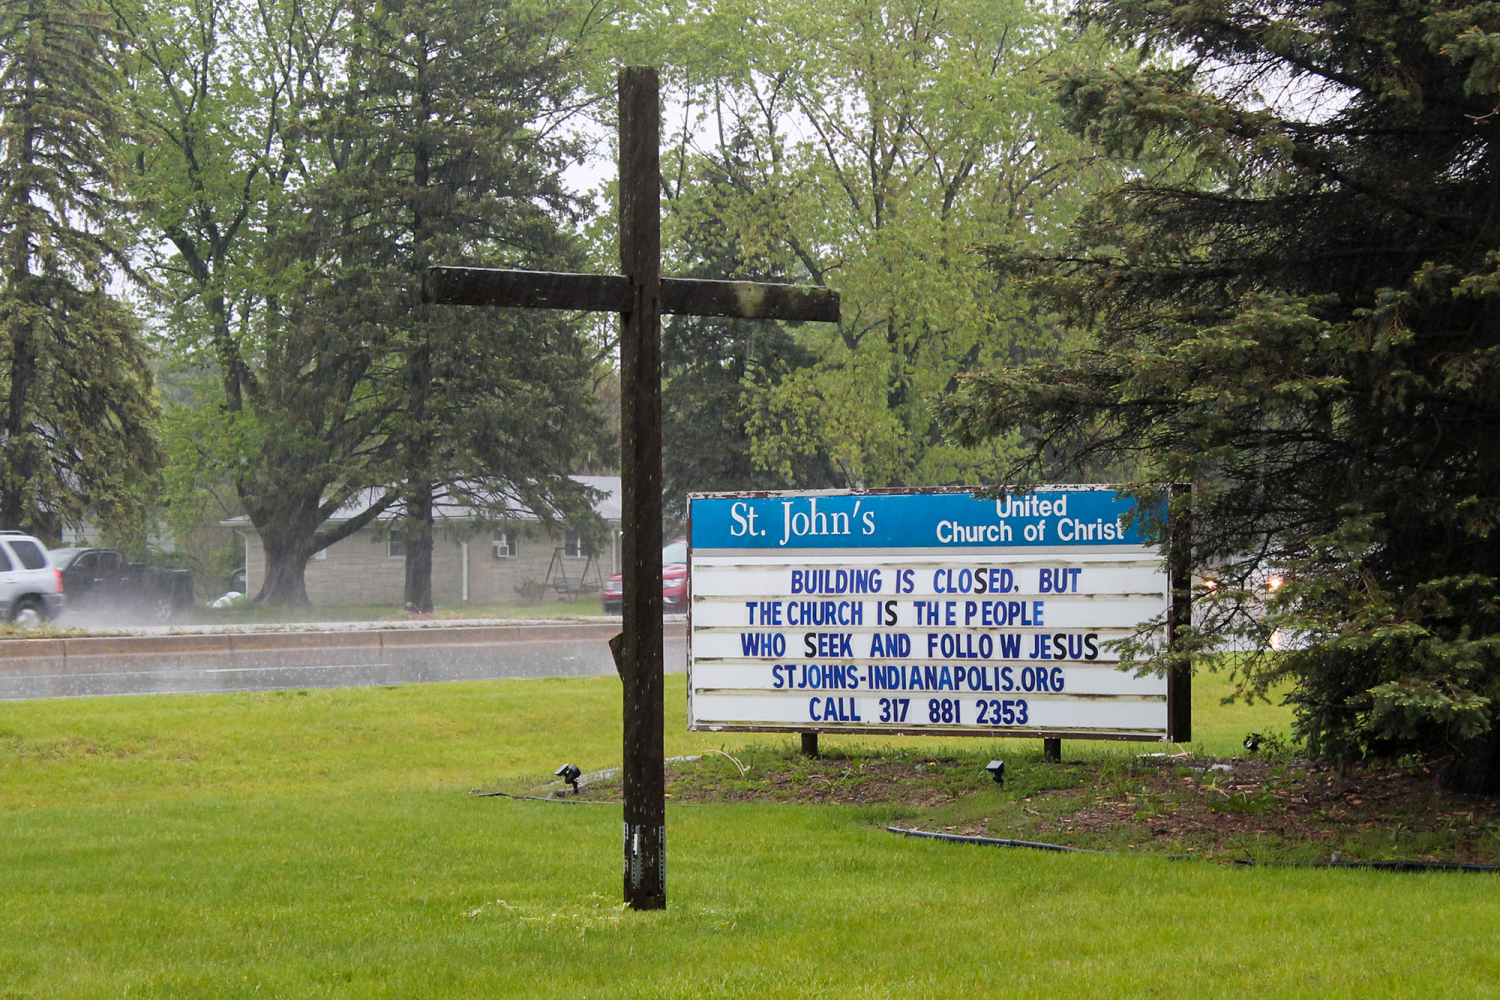 St. John's
United
Church of Christ
BUILDING IS CLOSED. BUT
THE CHURCH IS THE PEOPLE
WHO SEEK AND FOLLOW JESUS
STJOHNS-INDIANAPOLIS.ORG
CALL 317 881 2353